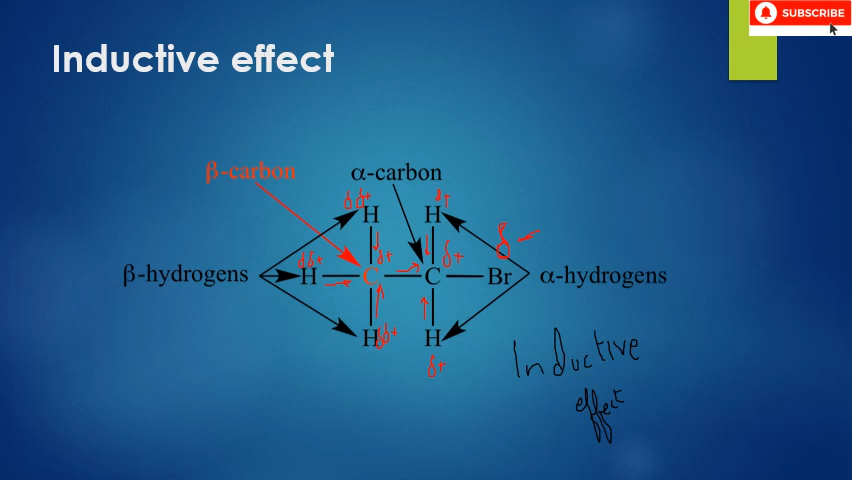 SUBSCRIBE
Inductive effect
β-carbon
α-carbon
δδ+
δ+
H
H
δ-
δδ+
δ+
δ+
β-hydrogens
H
C
C
Br
α-hydrogens
H
δδ+
H
δ+
Inductive
effect